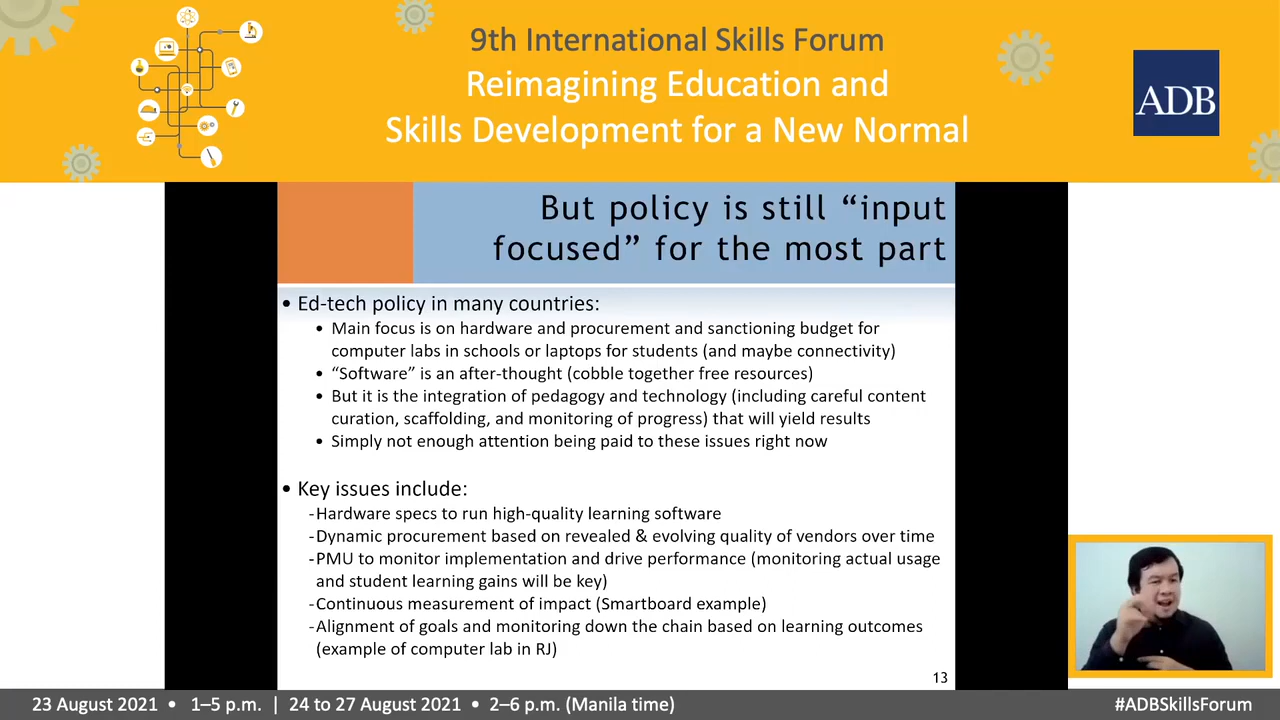 9th International Skills Forum
Reimagining Education and
Skills Development for a New Normal
ADB
But policy is still “input
focused” for the most part
• Ed-tech policy in many countries:
• Main focus is on hardware and procurement and sanctioning budget for
computer labs in schools or laptops for students (and maybe connectivity)
• “Software” is an after-thought (cobble together free resources)
• But it is the integration of pedagogy and technology (including careful content
curation, scaffolding, and monitoring of progress) that will yield results
• Simply not enough attention being paid to these issues right now
• Key issues include:
-Hardware specs to run high-quality learning software
-Dynamic procurement based on revealed & evolving quality of vendors over time
-PMU to monitor implementation and drive performance (monitoring actual usage
and student learning gains will be key)
-Continuous measurement of impact (Smartboard example)
-Alignment of goals and monitoring down the chain based on learning outcomes
(example of computer lab in RJ)
13
23 August 2021 • 1–5 p.m. | 24 to 27 August 2021 • 2–6 p.m. (Manila time)
#ADBSkillsForum